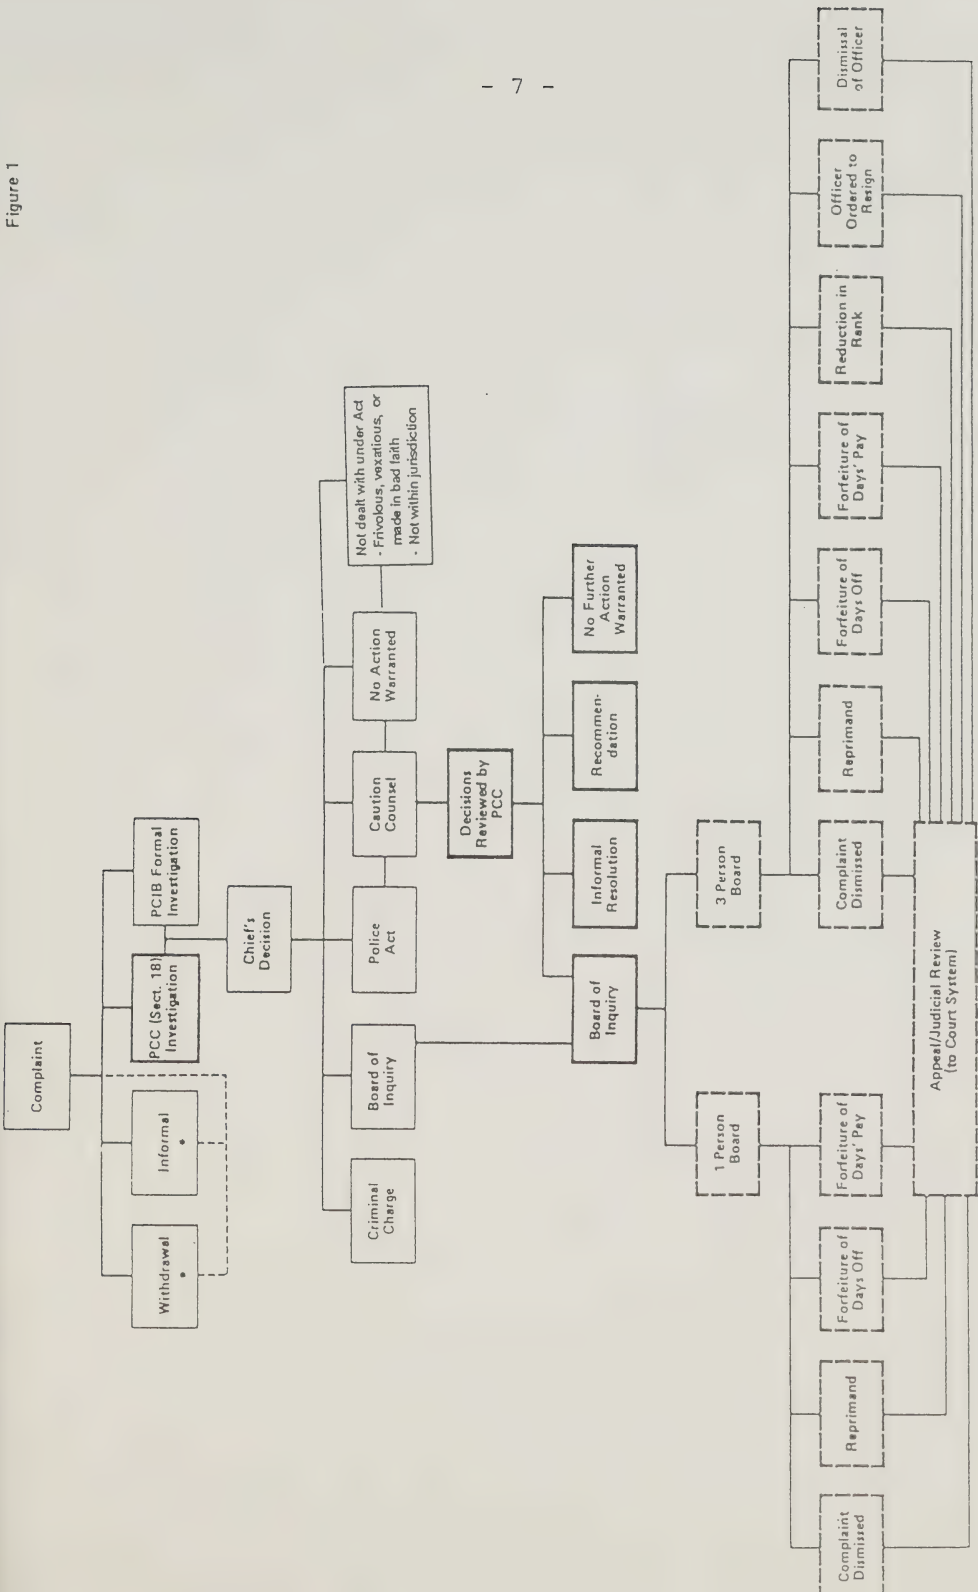 - 7 -
Figure 1
Complaint
Withdrawal
*
Informal
*
PCC (Sect. 18)
Investigation
PCIB Formal
Investigation
Chief's
Decision
Criminal
Charge
Board of
Inquiry
Police
Act
Caution
Counsel
No Action
Warranted
Not dealt with under Act
- Frivolous, vexatious, or
made in bad faith
- Not within jurisdiction
Decisions
Reviewed by
PCC
Board of
Inquiry
Informal
Resolution
Recommen-
dation
No Further
Action
Warranted
1 Person
Board
3 Person
Board
Complaint
Dismissed
Reprimand
Forfeiture of
Days Off
Forfeiture of
Days' Pay
Complaint
Dismissed
Reprimand
Forfeiture of
Days Off
Forfeiture of
Days' Pay
Reduction in
Rank
Officer
Ordered to
Resign
Dismissal
of Officer
Appeal/Judicial Review
(to Court System)